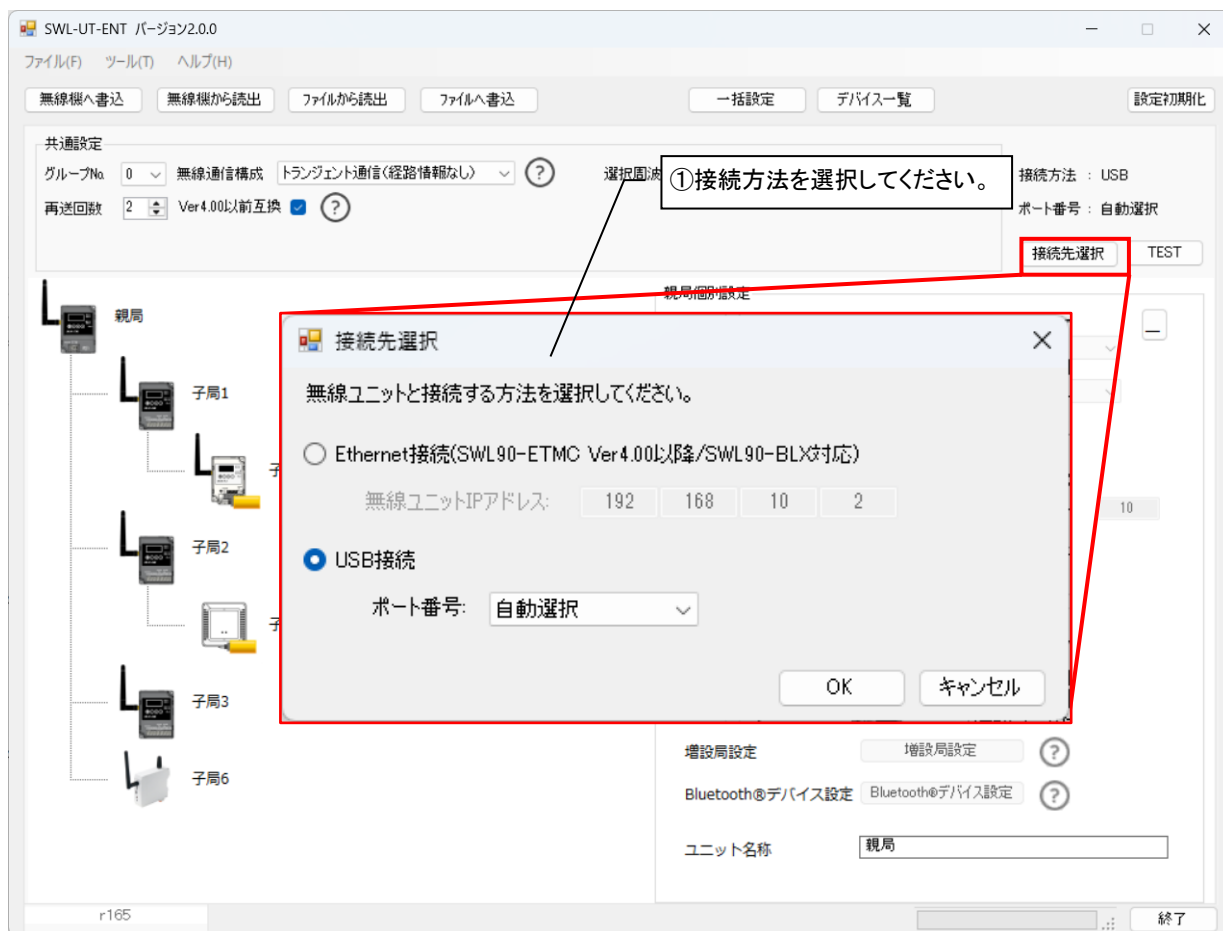 SWL-UT-ENT バージョン2.0.0
ファイル(F) ツール(T) ヘルプ(H)
無線機へ書込 無線機から読出 ファイルから読出 ファイルへ書込 一括設定 デバイス一覧 設定初期化
共通設定
グループNo. 0 無線通信構成 トランジェント通信(経路情報なし) ? 選択周波
①接続方法を選択してください。
接続方法 : USB
再送回数 2 Ver4.00以前互換 ?
ポート番号 : 自動選択
接続先選択 TEST
親局個別設定
親局
接続先選択
無線ユニットと接続する方法を選択してください。
子局1
Ethernet接続(SWL90-ETMC Ver4.00以降/SWL90-BLX対応)
無線ユニットIPアドレス: 192 168 10 2
10
子局2
USB接続
ポート番号: 自動選択
OK キャンセル
子局3
増設局設定 増設局設定 ?
子局6
Bluetooth®デバイス設定 Bluetooth®デバイス設定 ?
ユニット名称 親局
r165
終了